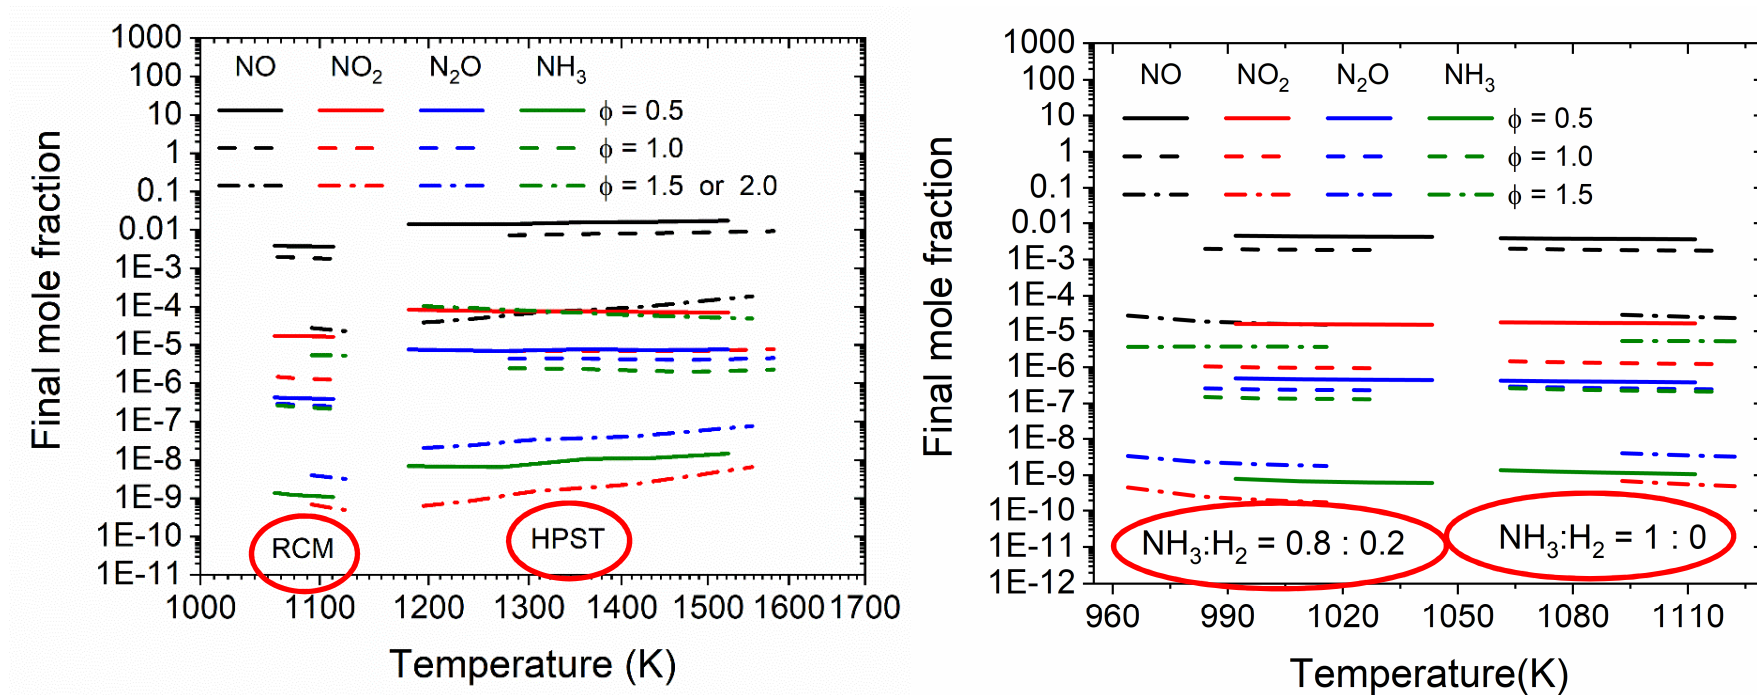 1000
100
10
1
0.1
0.01
1E-3
1E-4
1E-5
1E-6
1E-7
1E-8
1E-9
1E-10
1E-11
Final mole fraction
NO NO₂ N₂O NH₃
ϕ = 0.5
ϕ = 1.0
ϕ = 1.5 or 2.0
RCM
HPST
1000 1100 1200 1300 1400 1500 1600 1700
Temperature (K)
1000
100
10
1
0.1
0.01
1E-3
1E-4
1E-5
1E-6
1E-7
1E-8
1E-9
1E-10
1E-11
1E-12
Final mole fraction
NO NO₂ N₂O NH₃
ϕ = 0.5
ϕ = 1.0
ϕ = 1.5
NH₃:H₂ = 0.8 : 0.2
NH₃:H₂ = 1 : 0
960 990 1020 1050 1080 1110
Temperature(K)